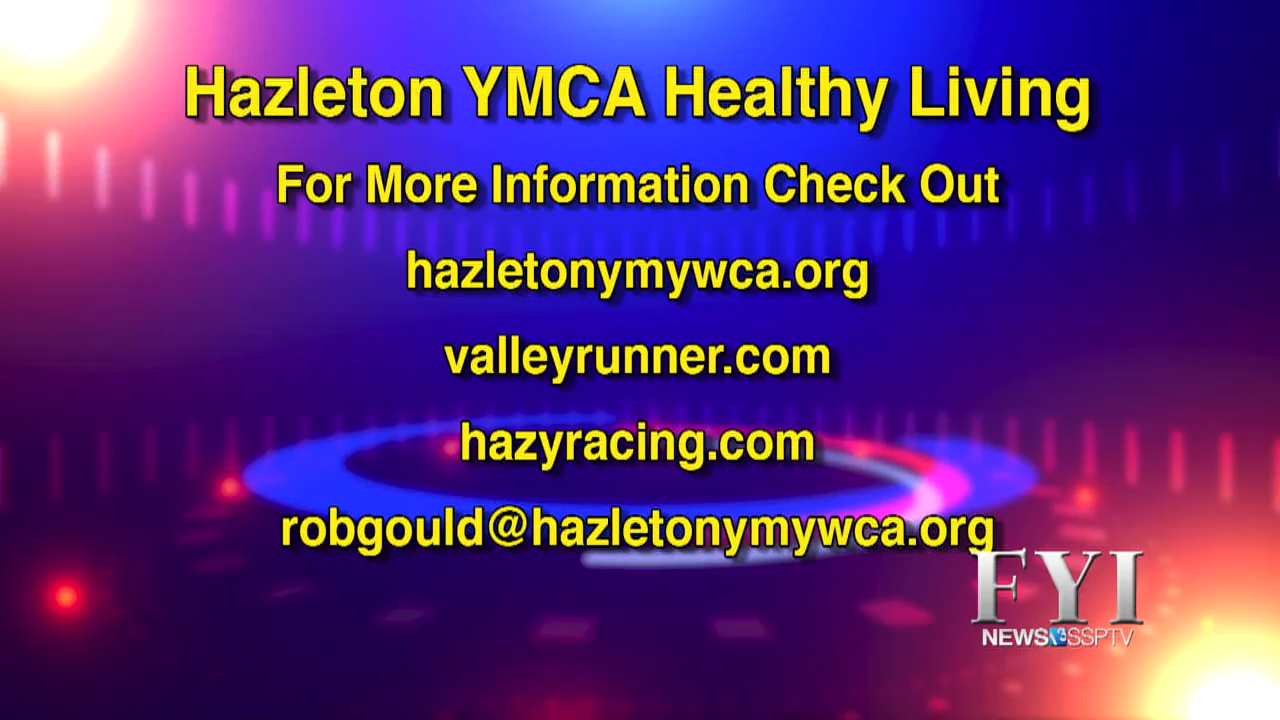 Hazleton YMCA Healthy Living
For More Information Check Out
hazletonymywca.org
valleyrunner.com
hazyracing.com
robgould@hazletonymywca.org
FYI
NEWS 13 SSPTV